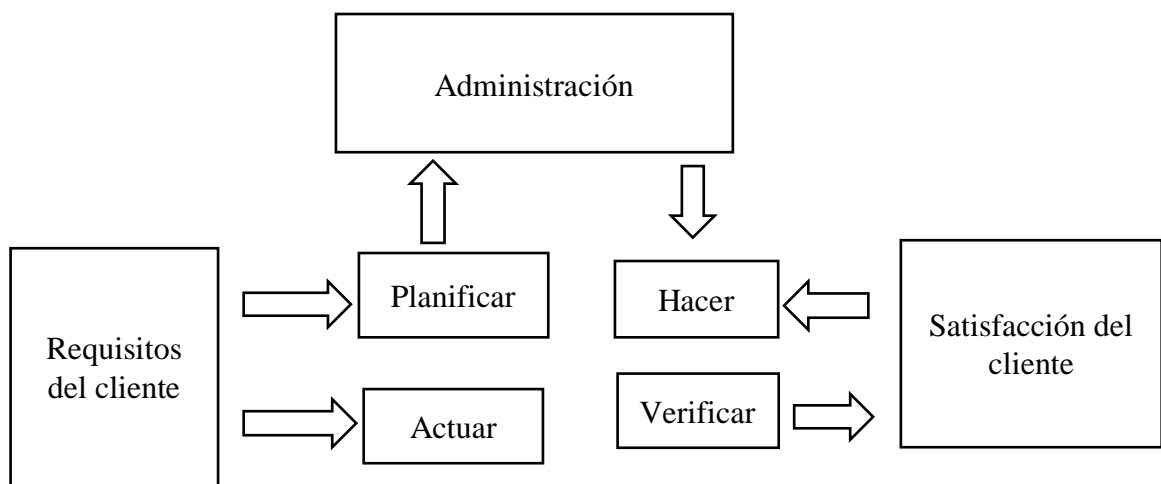 Administración
Planificar
Hacer
Requisitos
del cliente
Satisfacción del
cliente
Actuar
Verificar